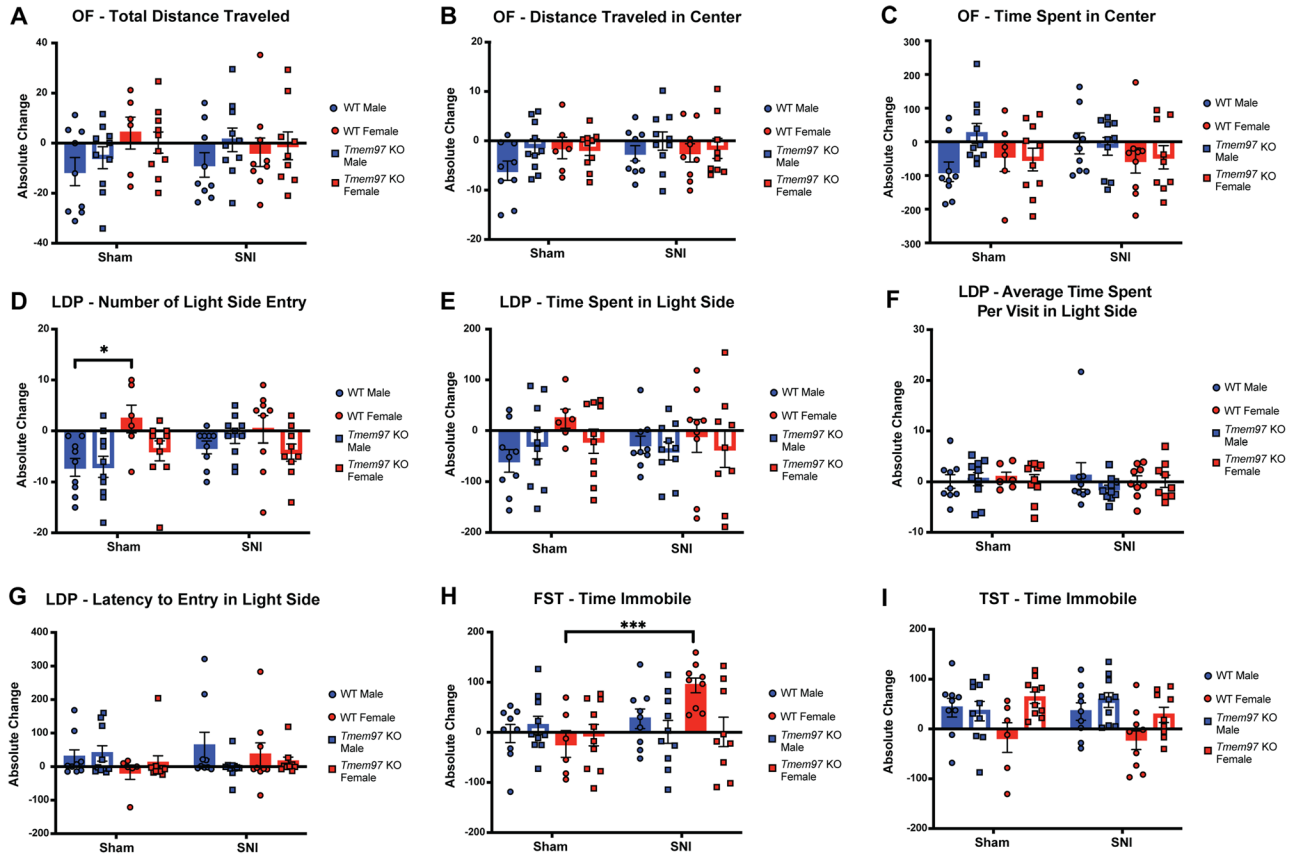 A
OF - Total Distance Traveled
Absolute Change
40
20
0
-20
-40
Sham
SNI
WT Male
WT Female
Tmem97 KO
Male
Tmem97 KO
Female
B
OF - Distance Traveled in Center
Absolute Change
20
10
0
-10
-20
Sham
SNI
WT Male
WT Female
Tmem97 KO
Male
Tmem97 KO
Female
C
OF - Time Spent in Center
Absolute Change
300
200
100
0
-100
-200
-300
Sham
SNI
WT Male
WT Female
Tmem97 KO
Male
Tmem97 KO
Female
D
LDP - Number of Light Side Entry
Absolute Change
20
10
0
-10
-20
*
Sham
SNI
WT Male
WT Female
Tmem97 KO
Male
Tmem97 KO
Female
E
LDP - Time Spent in Light Side
Absolute Change
200
100
0
-100
-200
Sham
SNI
WT Male
WT Female
Tmem97 KO
Male
Tmem97 KO
Female
F
LDP - Average Time Spent
Per Visit in Light Side
Absolute Change
30
20
10
0
-10
Sham
SNI
WT Male
WT Female
Tmem97 KO
Male
Tmem97 KO
Female
G
LDP - Latency to Entry in Light Side
Absolute Change
400
300
200
100
0
-100
-200
Sham
SNI
WT Male
WT Female
Tmem97 KO
Male
Tmem97 KO
Female
H
FST - Time Immobile
Absolute Change
200
100
0
-100
-200
***
Sham
SNI
WT Male
WT Female
Tmem97 KO
Male
Tmem97 KO
Female
I
TST - Time Immobile
Absolute Change
200
100
0
-100
-200
Sham
SNI
WT Male
WT Female
Tmem97 KO
Male
Tmem97 KO
Female